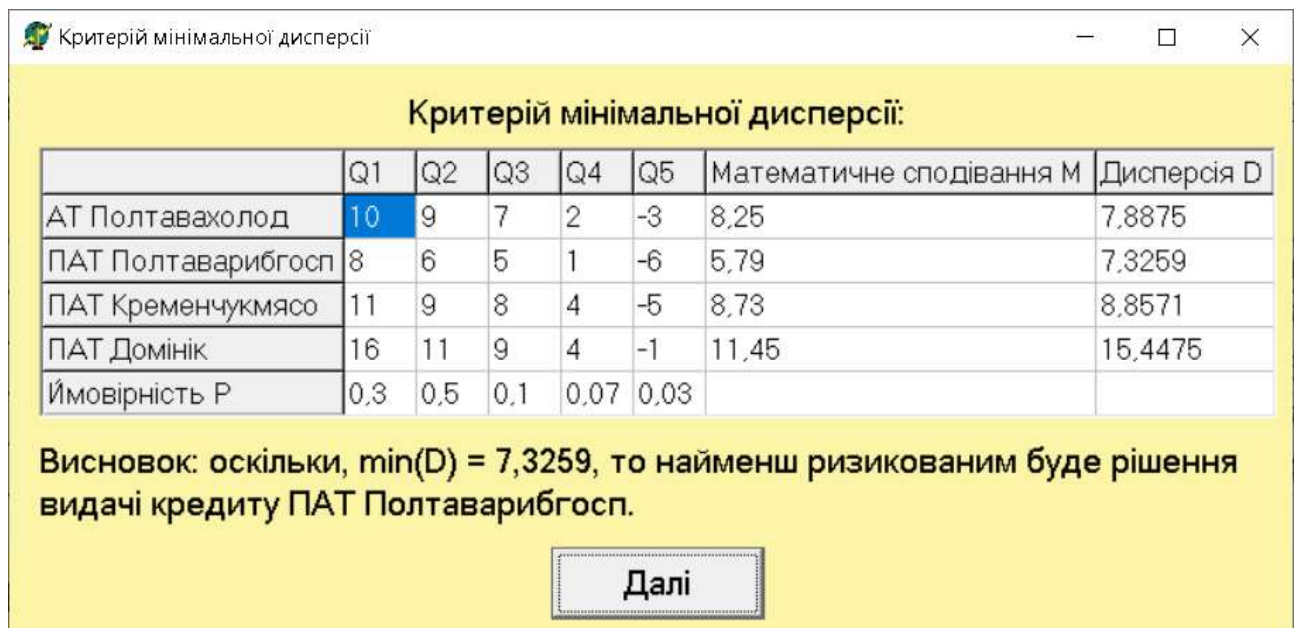 Критерій мінімальної дисперсії
Критерій мінімальної дисперсії:
Q1 Q2 Q3 Q4 Q5 Математичне сподівання M Дисперсія D
АТ Полтавахолод 10 9 7 2 -3 8,25 7,8875
ПАТ Полтаварибгосп 8 6 5 1 -6 5,79 7,3259
ПАТ Кременчукмясо 11 9 8 4 -5 8,73 8,8571
ПАТ Домінік 16 11 9 4 -1 11,45 15,4475
Ймовірність P 0,3 0,5 0,1 0,07 0,03
Висновок: оскільки, min(D) = 7,3259, то найменш ризикованим буде рішення
видачі кредиту ПАТ Полтаварибгосп.
Далі